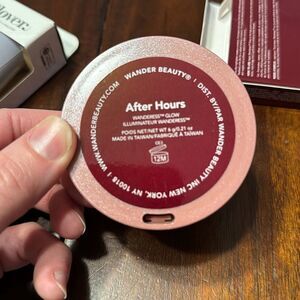 WANDER BEAUTY® | DIST. BY/PAR WANDER BEAUTY INC NEW YORK, NY 10018 | WWW.WANDERBEAUTY.COM
After Hours
WANDERESS™ GLOW
ILLUMINATEUR WANDERESS™
POIDS NET/NET WT 6 g/0.21 oz
MADE IN TAIWAN/FABRIQUÉ À TAÏWAN
12M